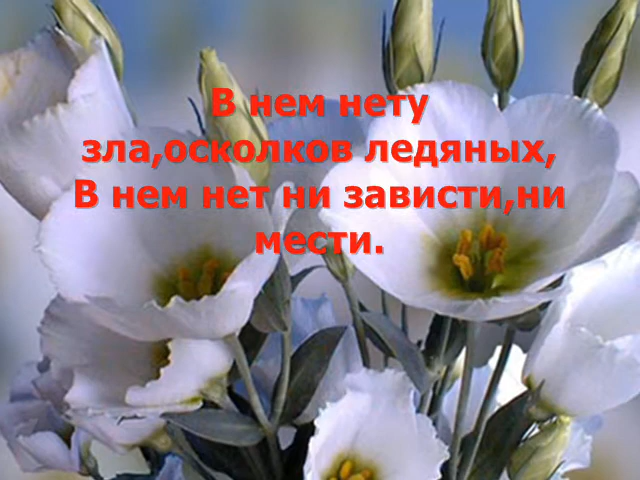 В нем нету
зла,осколков ледяных,
В нем нет ни зависти,ни
мести.